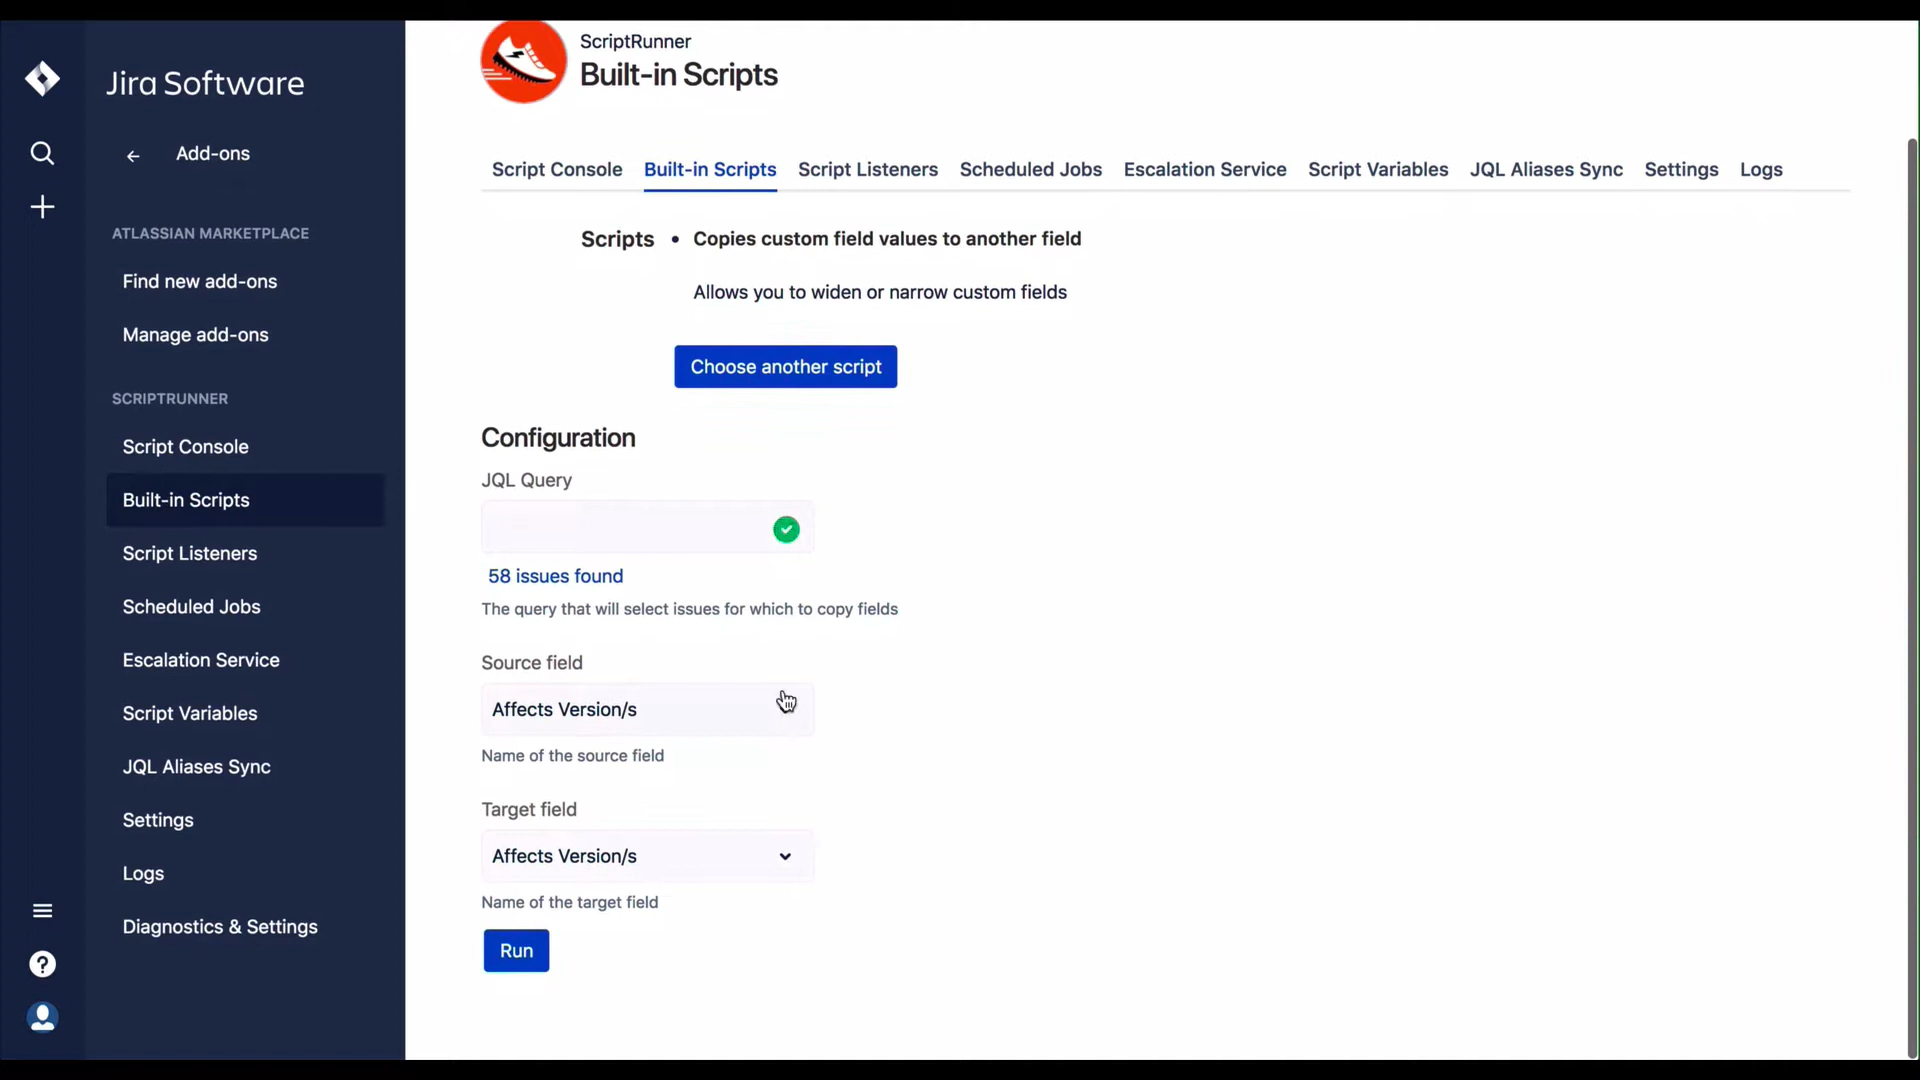 Jira Software
Add-ons
ATLASSIAN MARKETPLACE
Find new add-ons
Manage add-ons
SCRIPTRUNNER
Script Console
Built-in Scripts
Script Listeners
Scheduled Jobs
Escalation Service
Script Variables
JQL Aliases Sync
Settings
Logs
Diagnostics & Settings
ScriptRunner
Built-in Scripts
Script Console Built-in Scripts Script Listeners Scheduled Jobs Escalation Service Script Variables JQL Aliases Sync Settings Logs
Scripts • Copies custom field values to another field
Allows you to widen or narrow custom fields
Choose another script
Configuration
JQL Query
58 issues found
The query that will select issues for which to copy fields
Source field
Affects Version/s
Name of the source field
Target field
Affects Version/s
Name of the target field
Run